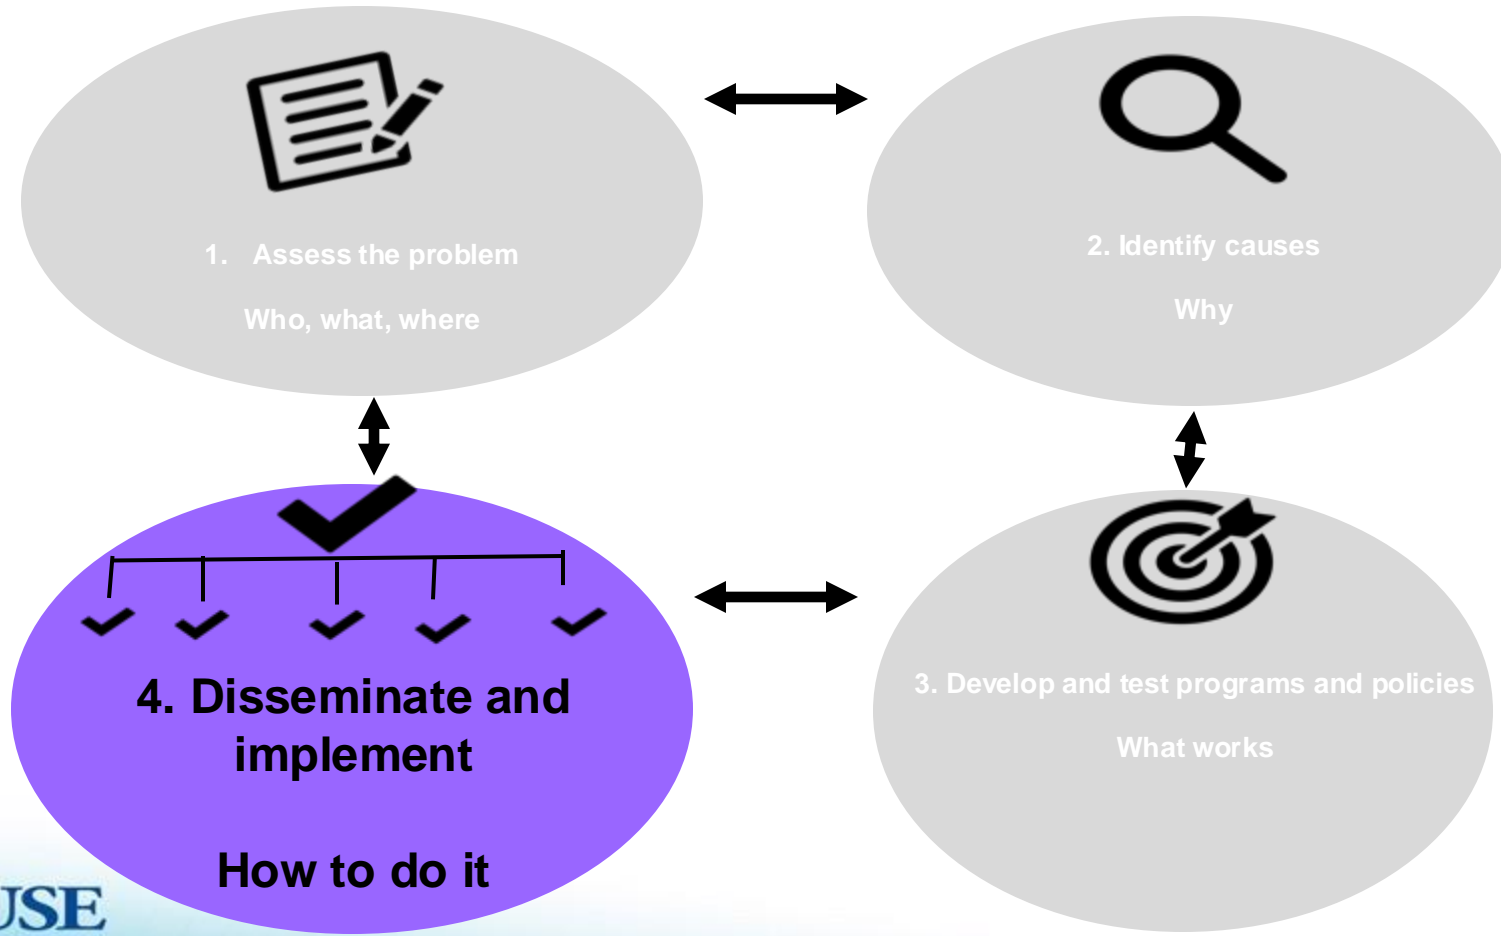 1. Assess the problem
Who, what, where
2. Identify causes
Why
4. Disseminate and
implement
How to do it
3. Develop and test programs and policies
What works
USE